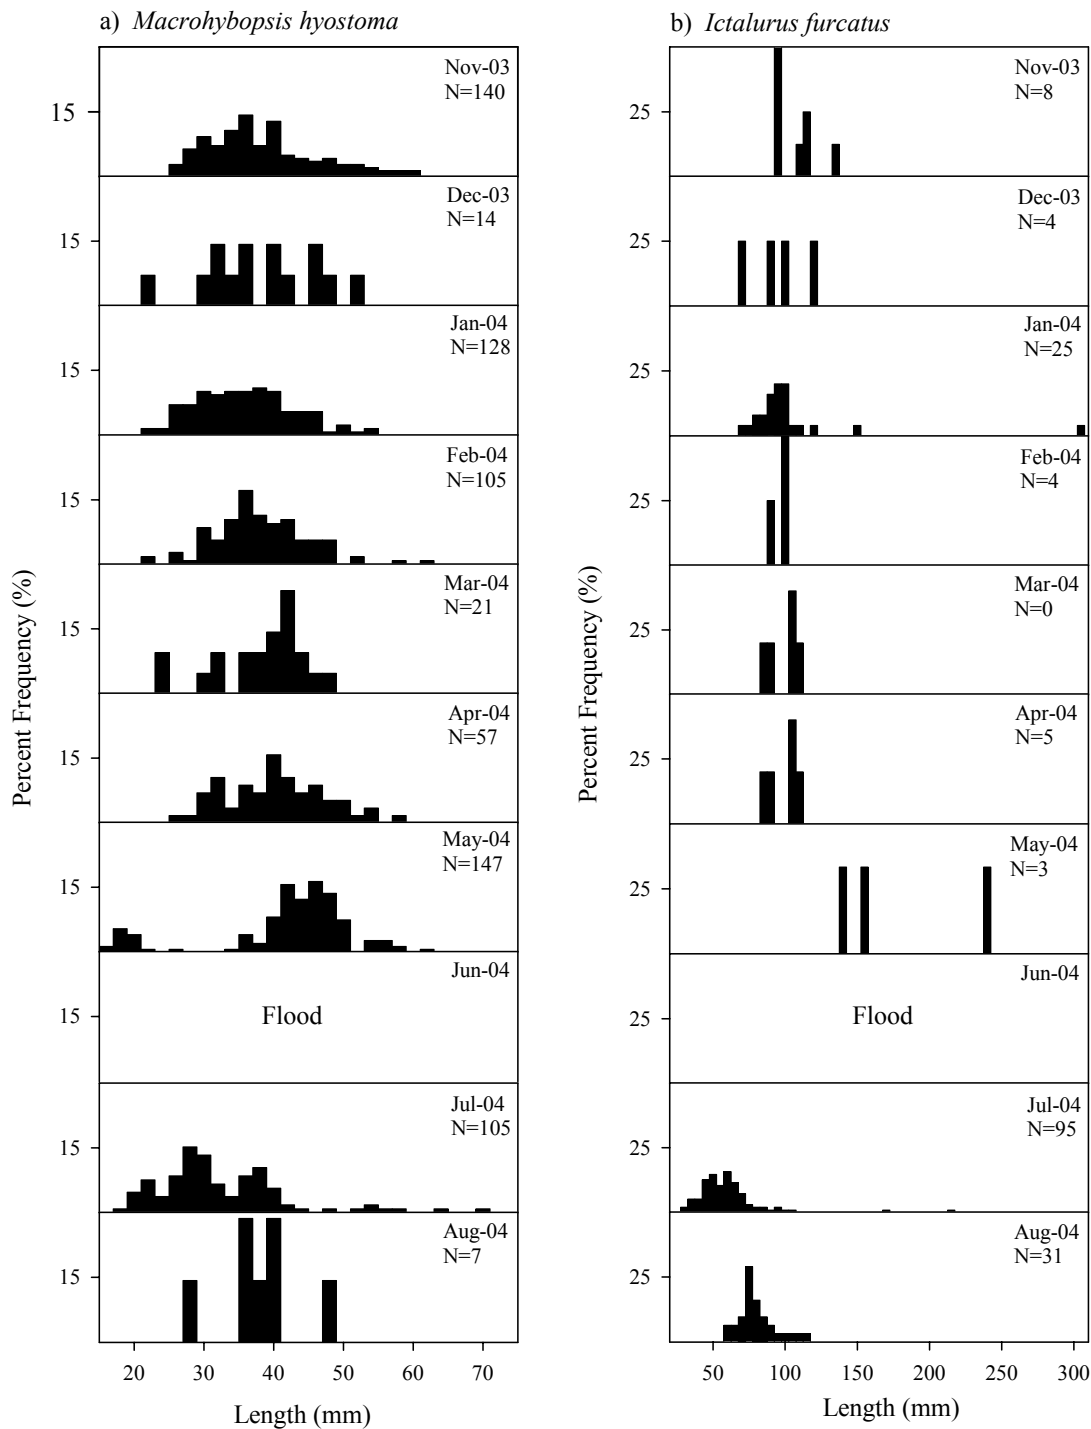 a) Macrohybopsis hyostoma
Nov-03
N=140
15
Dec-03
N=14
15
Jan-04
N=128
15
Feb-04
N=105
15
Mar-04
N=21
15
Apr-04
N=57
15
May-04
N=147
15
Jun-04
15
Flood
Jul-04
N=105
15
Aug-04
N=7
15
20 30 40 50 60 70
Length (mm)
Percent Frequency (%)
b) Ictalurus furcatus
Nov-03
N=8
25
Dec-03
N=4
25
Jan-04
N=25
25
Feb-04
N=4
25
Mar-04
N=0
25
Apr-04
N=5
25
May-04
N=3
25
Jun-04
25
Flood
Jul-04
N=95
25
Aug-04
N=31
25
50 100 150 200 250 300
Length (mm)
Percent Frequency (%)